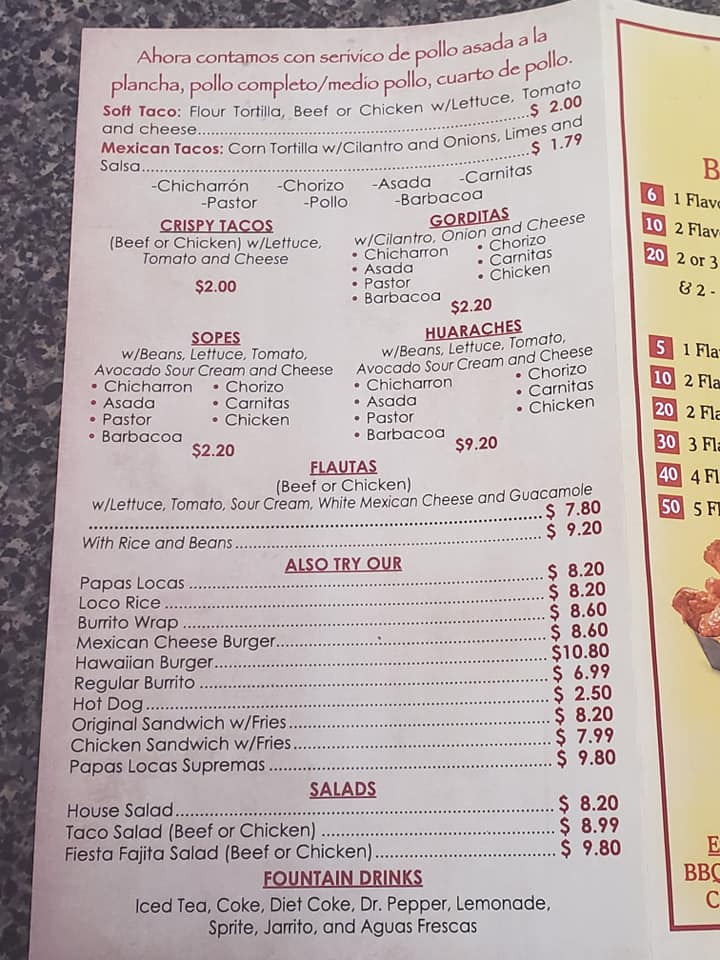 Ahora contamos con serivico de pollo asada a la
plancha, pollo completo/medio pollo, cuarto de pollo.
Soft Taco: Flour Tortilla, Beef or Chicken w/Lettuce, Tomato
and cheese.....$ 2.00
Mexican Tacos: Corn Tortilla w/Cilantro and Onions, Limes and
Salsa.....$ 1.79
-Chicharrón -Chorizo -Asada -Carnitas
-Pastor -Pollo -Barbacoa
CRISPY TACOS
(Beef or Chicken) w/Lettuce,
Tomato and Cheese
$2.00
GORDITAS
w/Cilantro, Onion and Cheese
• Chicharron • Chorizo
• Asada • Carnitas
• Pastor • Chicken
• Barbacoa
$2.20
SOPES
w/Beans, Lettuce, Tomato,
Avocado Sour Cream and Cheese
• Chicharron • Chorizo
• Asada • Carnitas
• Pastor • Chicken
• Barbacoa
$2.20
HUARACHES
w/Beans, Lettuce, Tomato,
Avocado Sour Cream and Cheese
• Chicharron • Chorizo
• Asada • Carnitas
• Pastor • Chicken
• Barbacoa
$9.20
FLAUTAS
(Beef or Chicken)
w/Lettuce, Tomato, Sour Cream, White Mexican Cheese and Guacamole
.....$ 7.80
With Rice and Beans.....$ 9.20
ALSO TRY OUR
Papas Locas.....$ 8.20
Loco Rice.....$ 8.20
Burrito Wrap.....$ 8.60
Mexican Cheese Burger.....$ 8.60
Hawaiian Burger.....$10.80
Regular Burrito.....$ 6.99
Hot Dog.....$ 2.50
Original Sandwich w/Fries.....$ 8.20
Chicken Sandwich w/Fries.....$ 7.99
Papas Locas Supremas.....$ 9.80
SALADS
House Salad.....$ 8.20
Taco Salad (Beef or Chicken).....$ 8.99
Fiesta Fajita Salad (Beef or Chicken).....$ 9.80
FOUNTAIN DRINKS
Iced Tea, Coke, Diet Coke, Dr. Pepper, Lemonade,
Sprite, Jarrito, and Aguas Frescas
B
6 1 Flav
10 2 Flav
20 2 or 3
& 2 -
5 1 Fla
10 2 Fla
20 2 Fla
30 3 Fla
40 4 Fl
50 5 F
E
BBQ
C